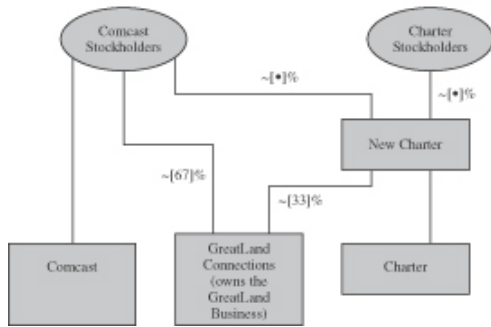 Comcast
Stockholders
Charter
Stockholders
~[•]%
~[•]%
New Charter
~[67]%
~[33]%
Comcast
GreatLand
Connections
(owns the
GreatLand
Business)
Charter